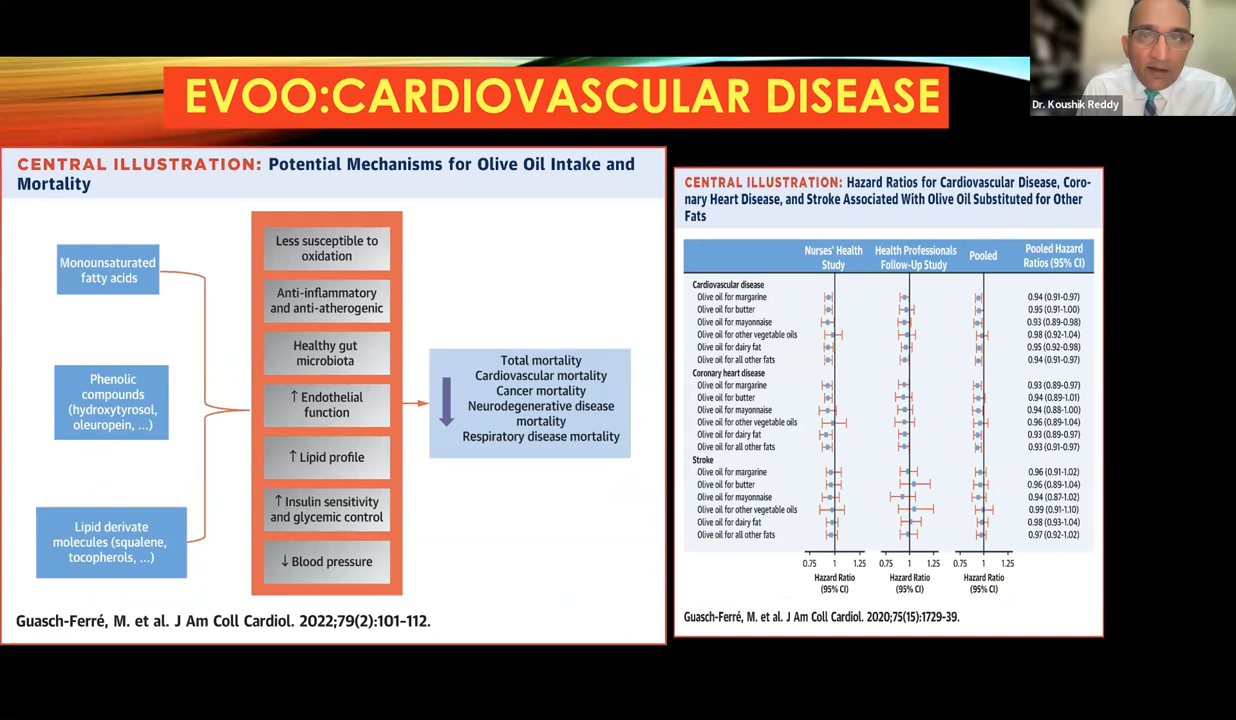 Dr. Koushik Reddy
EVOO:CARDIOVASCULAR DISEASE
CENTRAL ILLUSTRATION: Potential Mechanisms for Olive Oil Intake and
Mortality
Monounsaturated
fatty acids
Phenolic
compounds
(hydroxytyrosol,
oleuropein, ...)
Lipid derivate
molecules (squalene,
tocopherols, ...)
Less susceptible to
oxidation
Anti-inflammatory
and anti-atherogenic
Healthy gut
microbiota
↑ Endothelial
function
↑ Lipid profile
↑ Insulin sensitivity
and glycemic control
↓ Blood pressure
Total mortality
Cardiovascular mortality
Cancer mortality
Neurodegenerative disease
mortality
Respiratory disease mortality
Guasch-Ferré, M. et al. J Am Coll Cardiol. 2022;79(2):101–112.
CENTRAL ILLUSTRATION: Hazard Ratios for Cardiovascular Disease, Coro-
nary Heart Disease, and Stroke Associated With Olive Oil Substituted for Other
Fats
Nurses' Health Study Health Professionals Follow-Up Study Pooled Pooled Hazard Ratios (95% CI)
Cardiovascular disease
Olive oil for margarine 0.94 (0.91-0.97)
Olive oil for butter 0.95 (0.91-1.00)
Olive oil for mayonnaise 0.93 (0.89-0.98)
Olive oil for other vegetable oils 0.98 (0.92-1.04)
Olive oil for dairy fat 0.95 (0.92-0.98)
Olive oil for all other fats 0.94 (0.91-0.97)
Coronary heart disease
Olive oil for margarine 0.93 (0.89-0.97)
Olive oil for butter 0.94 (0.89-1.01)
Olive oil for mayonnaise 0.94 (0.88-1.00)
Olive oil for other vegetable oils 0.96 (0.89-1.04)
Olive oil for dairy fat 0.93 (0.89-0.97)
Olive oil for all other fats 0.93 (0.91-0.97)
Stroke
Olive oil for margarine 0.96 (0.91-1.02)
Olive oil for butter 0.96 (0.89-1.04)
Olive oil for mayonnaise 0.94 (0.87-1.02)
Olive oil for other vegetable oils 0.99 (0.91-1.10)
Olive oil for dairy fat 0.98 (0.93-1.04)
Olive oil for all other fats 0.97 (0.92-1.02)
0.75 1 1.25 0.75 1 1.25 0.75 1 1.25
Hazard Ratio Hazard Ratio Hazard Ratio
(95% CI) (95% CI) (95% CI)
Guasch-Ferré, M. et al. J Am Coll Cardiol. 2020;75(15):1729-39.